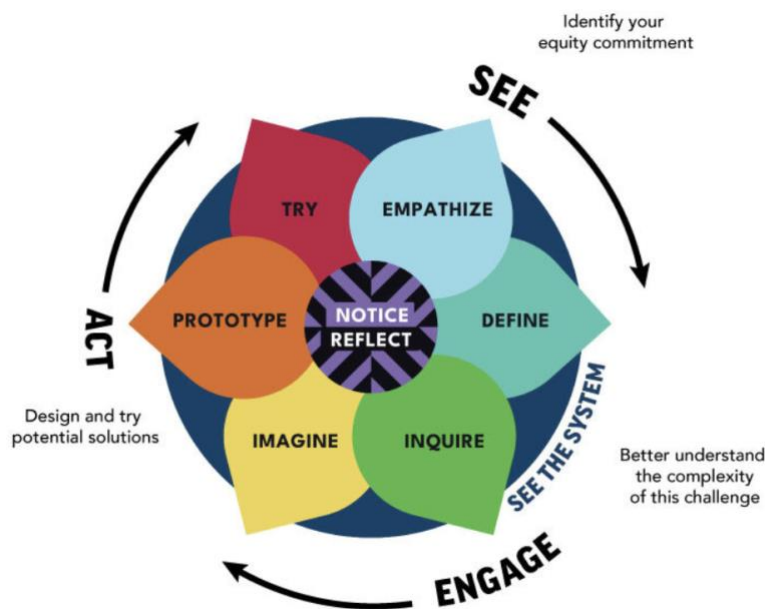 Identify your
equity commitment
SEE
TRY
EMPATHIZE
ACT
PROTOTYPE
NOTICE
REFLECT
DEFINE
Design and try
potential solutions
IMAGINE
INQUIRE
SEE THE SYSTEM
Better understand
the complexity
of this challenge
ENGAGE